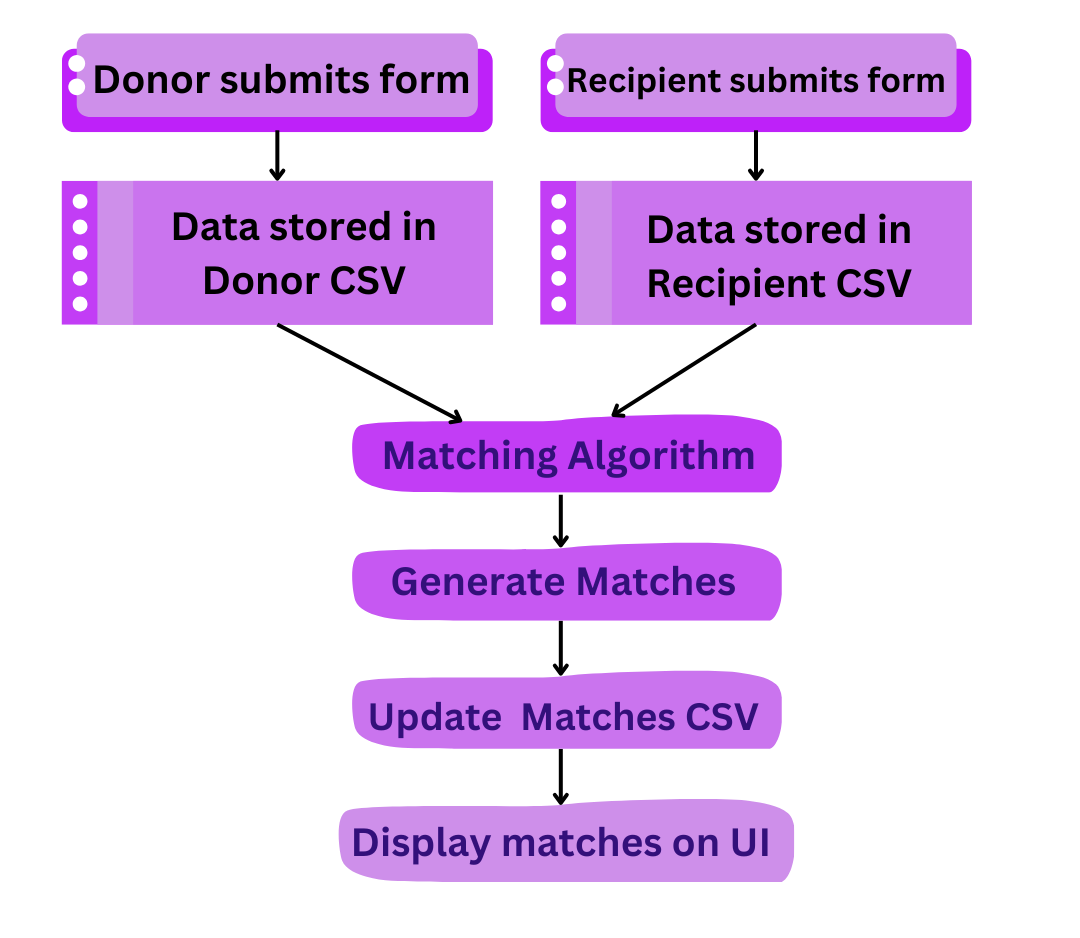 Donor submits form
Recipient submits form
Data stored in
Donor CSV
Data stored in
Recipient CSV
Matching Algorithm
Generate Matches
Update  Matches CSV
Display matches on UI